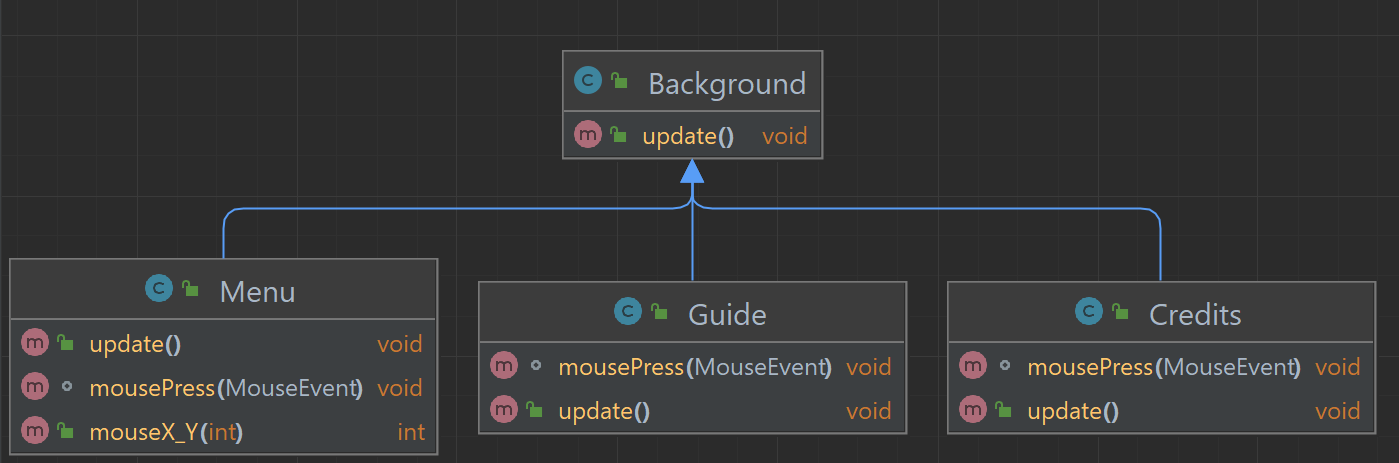 C Background
m update() void
C Menu
m update() void
m mousePress(MouseEvent) void
m mouseX_Y(int) int
C Guide
m mousePress(MouseEvent) void
m update() void
C Credits
m mousePress(MouseEvent) void
m update() void